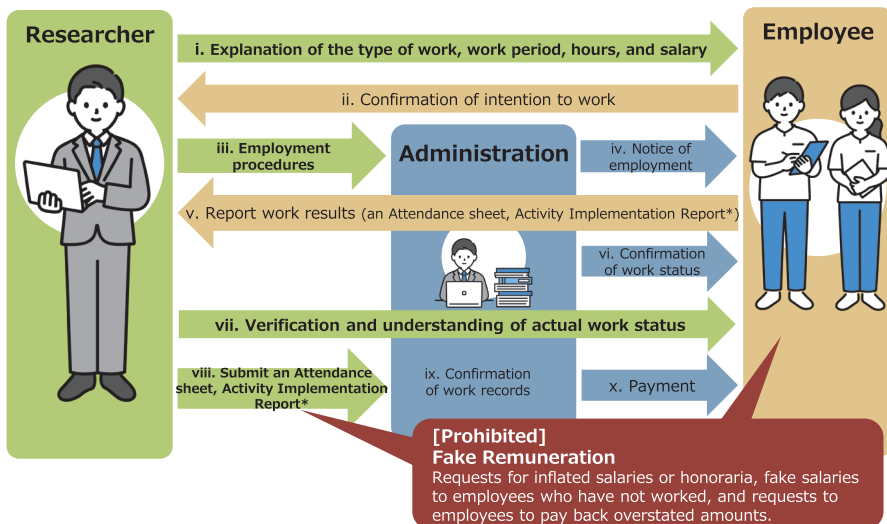 Researcher
Employee
i. Explanation of the type of work, work period, hours, and salary
ii. Confirmation of intention to work
iii. Employment
procedures
Administration
iv. Notice of
employment
v. Report work results (an Attendance sheet, Activity Implementation Report*)
vi. Confirmation
of work status
vii. Verification and understanding of actual work status
viii. Submit an Attendance
sheet, Activity Implementation
Report*
ix. Confirmation
of work records
x. Payment
[Prohibited]
Fake Remuneration
Requests for inflated salaries or honoraria, fake salaries
to employees who have not worked, and requests to
employees to pay back overstated amounts.